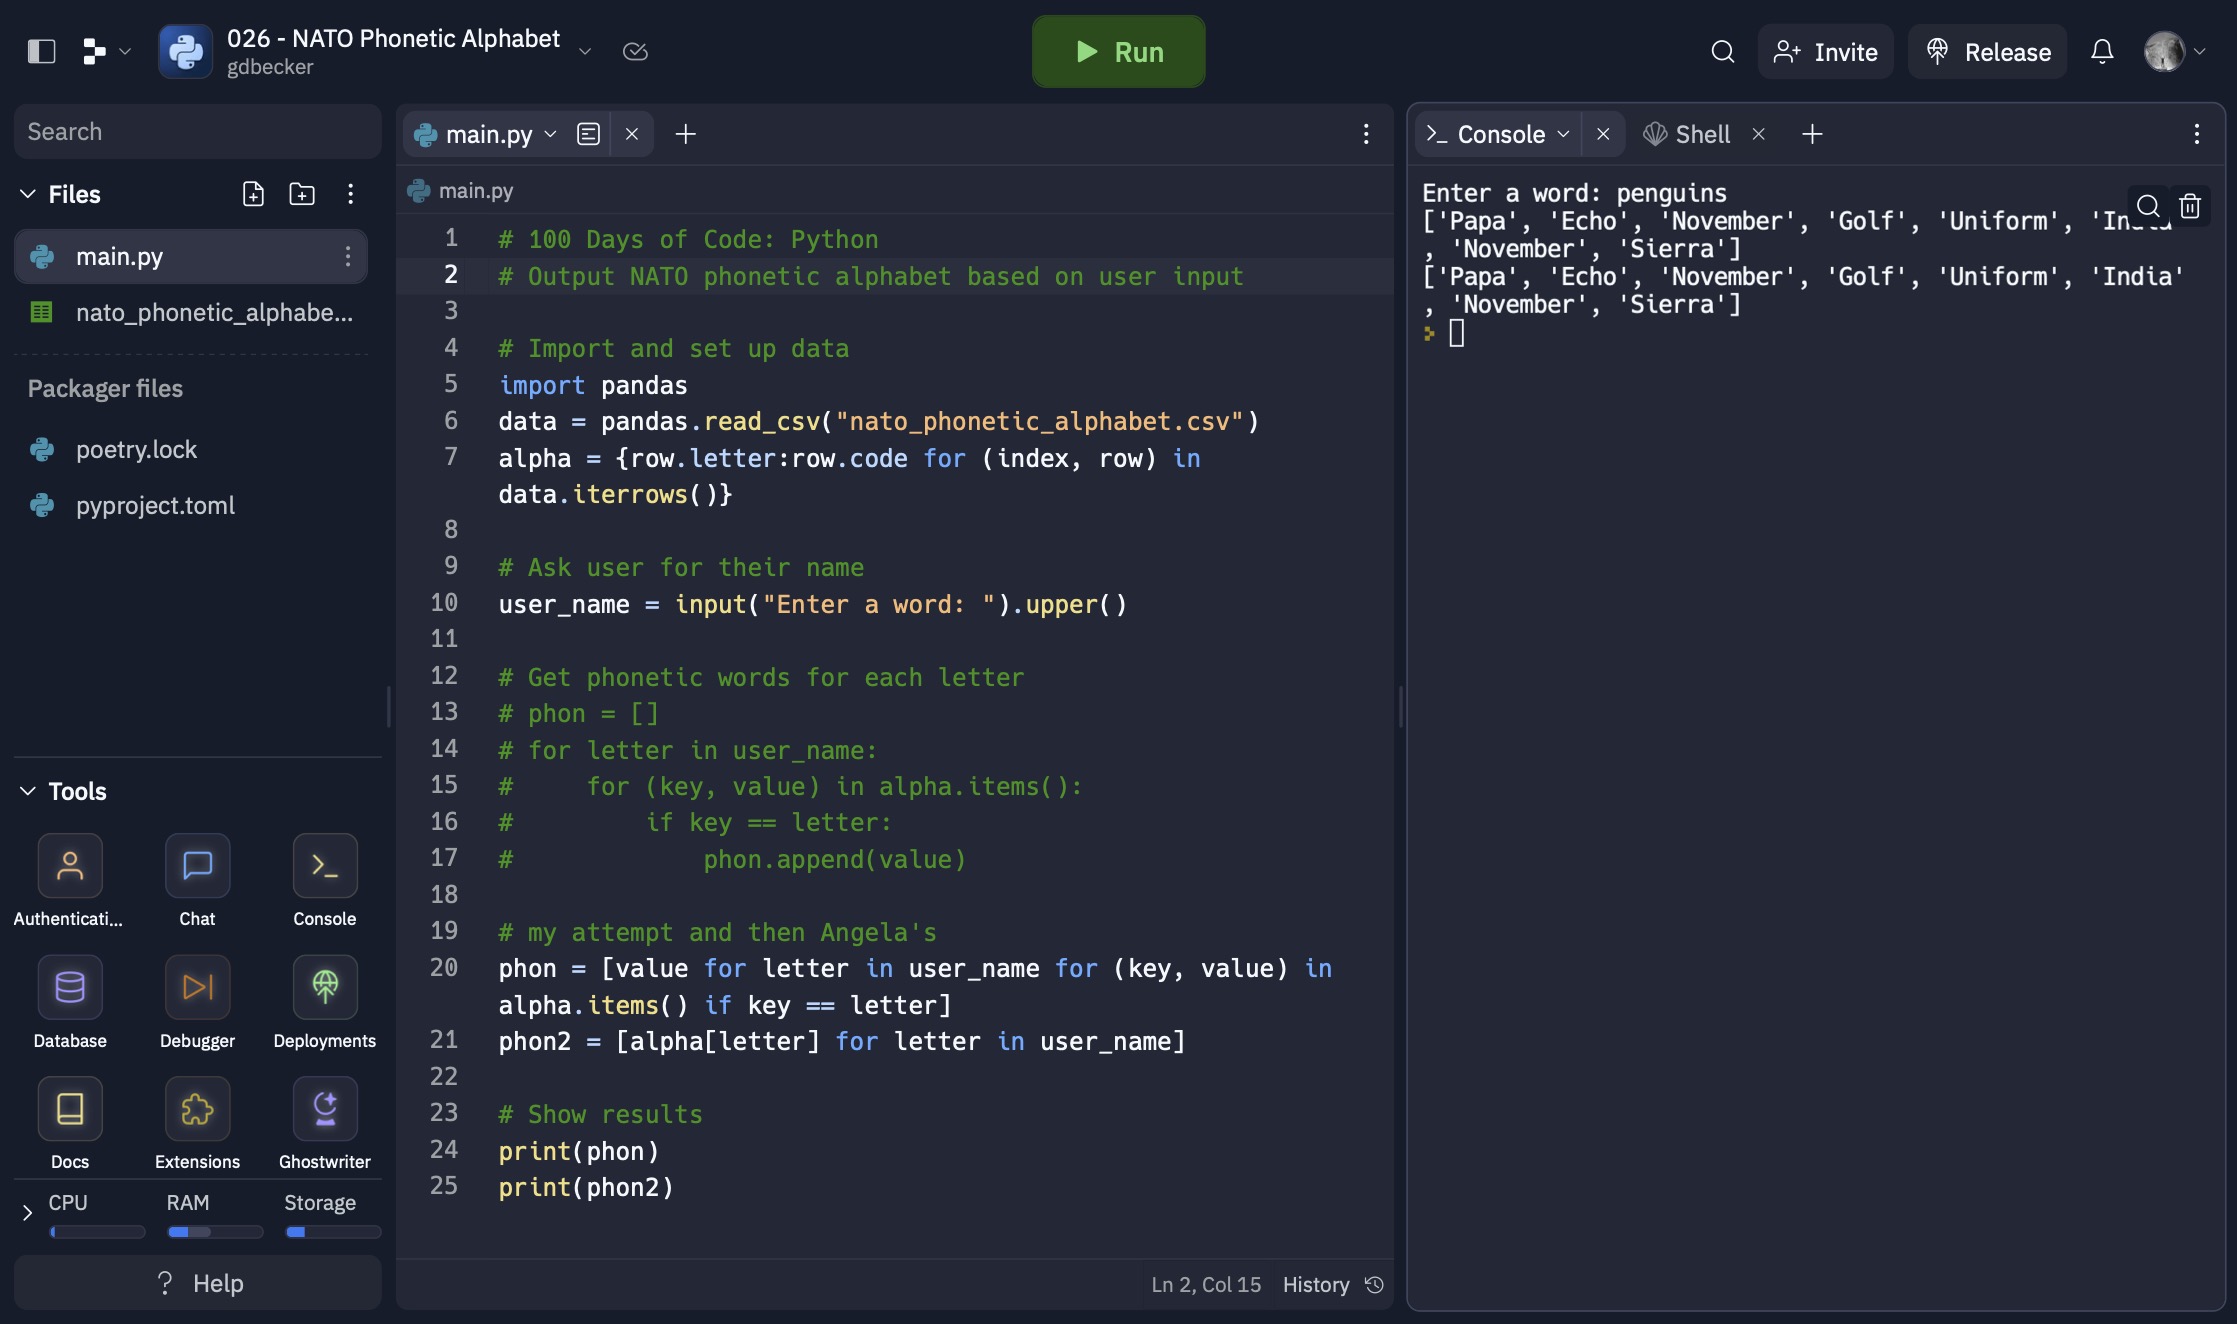 026 - NATO Phonetic Alphabet
gdbecker
Run
Invite
Release
Search
Files
main.py
nato_phonetic_alphabe...
Packager files
poetry.lock
pyproject.toml
Tools
Authenticati...
Chat
Console
Database
Debugger
Deployments
Docs
Extensions
Ghostwriter
CPU
RAM
Storage
? Help
main.py
main.py
1 # 100 Days of Code: Python
2 # Output NATO phonetic alphabet based on user input
3
4 # Import and set up data
5 import pandas
6 data = pandas.read_csv("nato_phonetic_alphabet.csv")
7 alpha = {row.letter:row.code for (index, row) in
data.iterrows()}
8
9 # Ask user for their name
10 user_name = input("Enter a word: ").upper()
11
12 # Get phonetic words for each letter
13 # phon = []
14 # for letter in user_name:
15 #     for (key, value) in alpha.items():
16 #         if key == letter:
17 #             phon.append(value)
18
19 # my attempt and then Angela's
20 phon = [value for letter in user_name for (key, value) in
alpha.items() if key == letter]
21 phon2 = [alpha[letter] for letter in user_name]
22
23 # Show results
24 print(phon)
25 print(phon2)
Ln 2, Col 15
History
Console
Shell
Enter a word: penguins
['Papa', 'Echo', 'November', 'Golf', 'Uniform',
, 'November', 'Sierra']
['Papa', 'Echo', 'November', 'Golf', 'Uniform', 'India'
, 'November', 'Sierra']